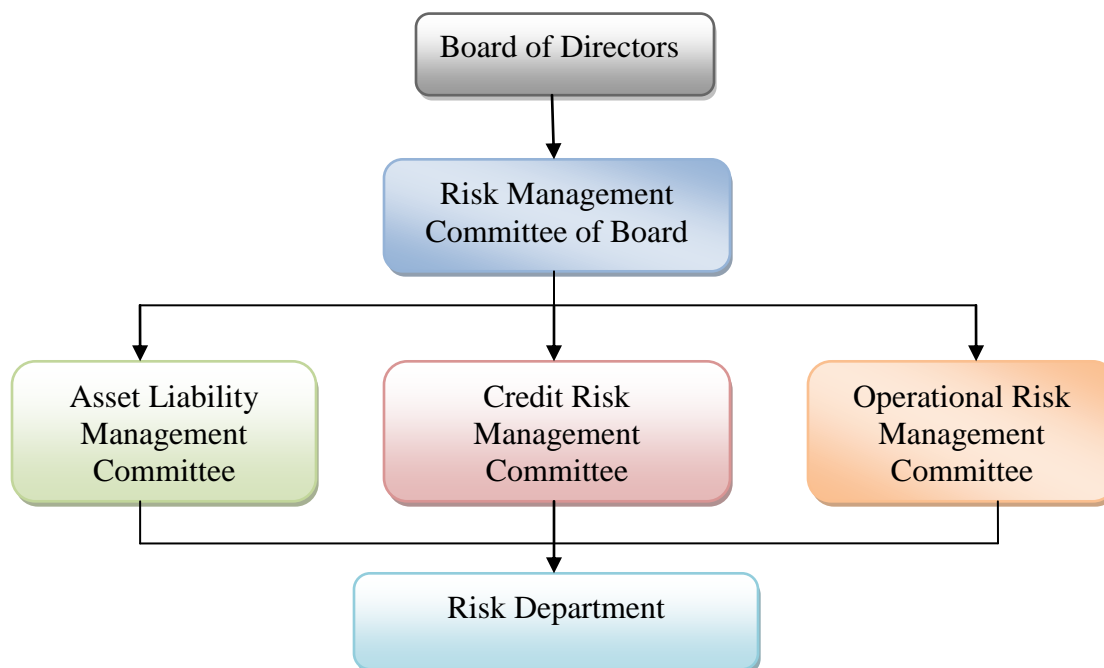 Board of Directors
Risk Management
Committee of Board
Asset Liability
Management
Committee
Credit Risk
Management
Committee
Operational Risk
Management
Committee
Risk Department